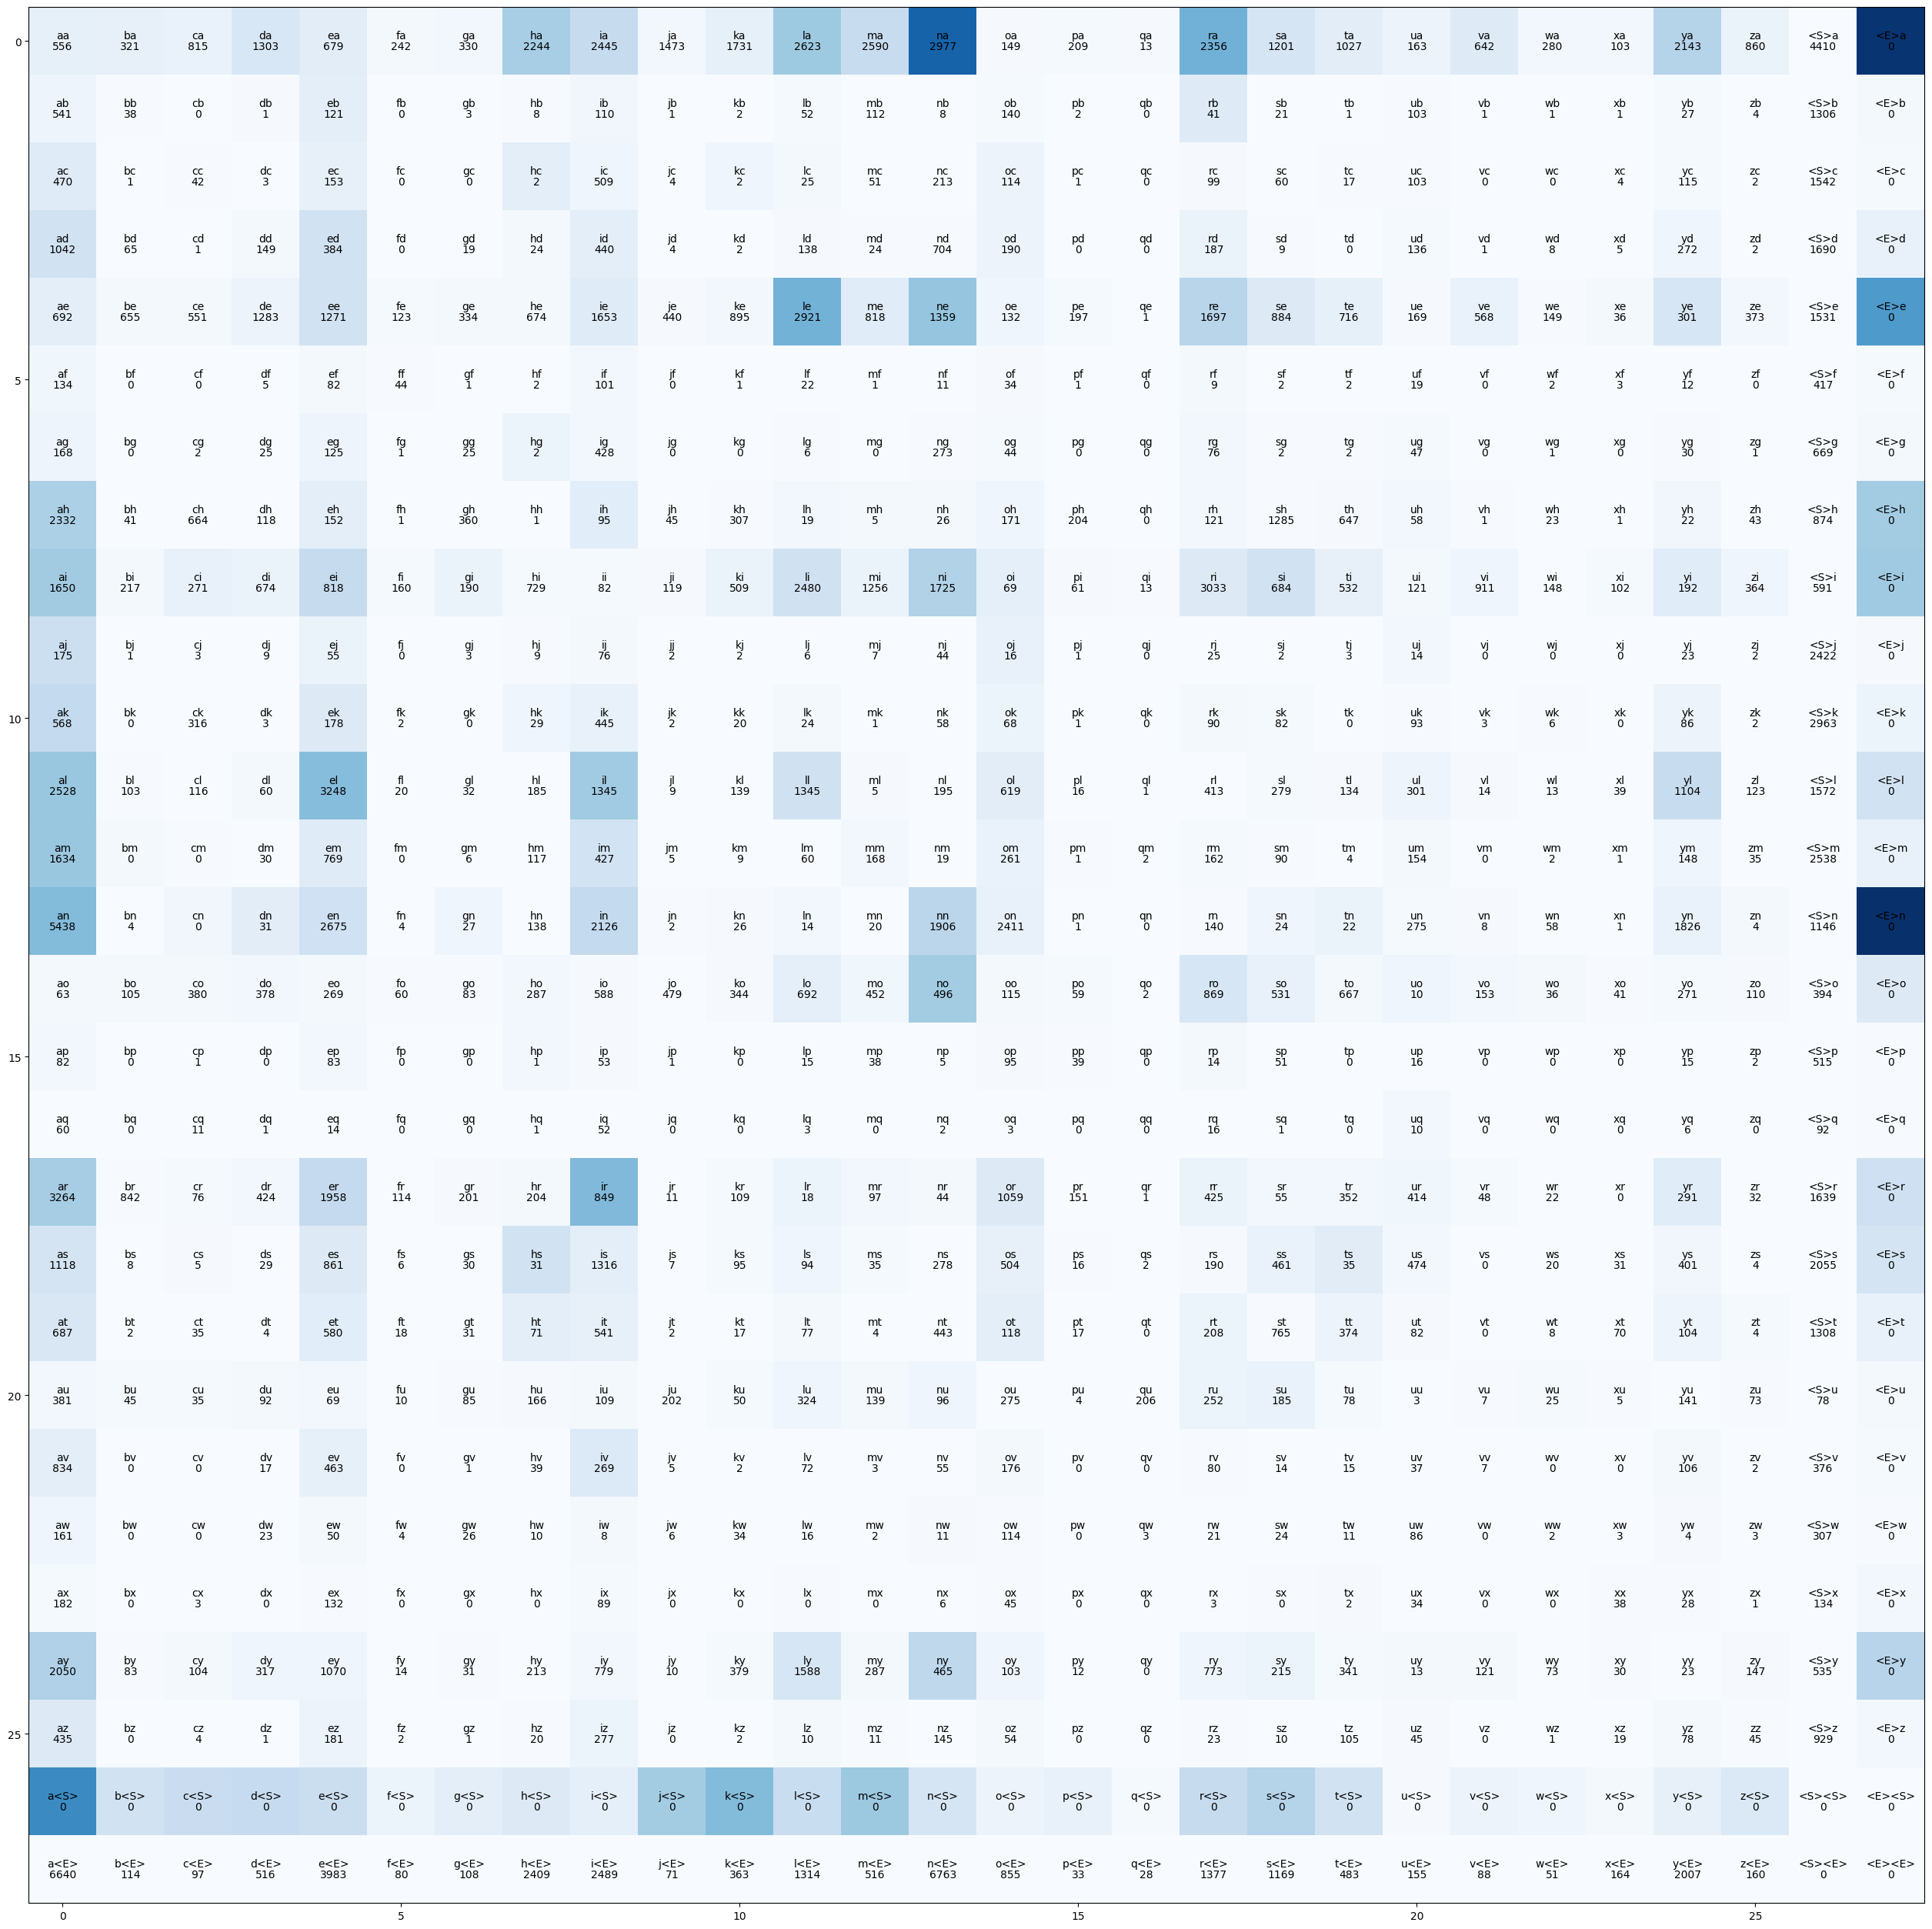 aa ba ca da ea fa ga ha ia ja ka la ma na oa pa qa ra sa ta ua va wa xa ya za <S>a <E>a
0 556 321 815 1303 679 242 330 2244 2445 1473 1731 2623 2590 2977 149 209 13 2356 1201 1027 163 642 280 103 2143 860 4410 0
ab bb cb db eb fb gb hb ib jb kb lb mb nb ob pb qb rb sb tb ub vb wb xb yb zb <S>b <E>b
541 38 0 1 121 0 3 8 110 1 2 52 112 8 140 2 0 41 21 1 103 1 1 1 27 4 1306 0
ac bc cc dc ec fc gc hc ic jc kc lc mc nc oc pc qc rc sc tc uc vc wc xc yc zc <S>c <E>c
470 1 42 3 153 0 0 2 509 4 2 25 51 213 114 1 0 99 60 17 103 0 0 4 115 2 1542 0
ad bd cd dd ed fd gd hd id jd kd ld md nd od pd qd rd sd td ud vd wd xd yd zd <S>d <E>d
1042 65 1 149 384 0 19 24 440 4 2 138 24 704 190 0 0 187 9 0 136 1 8 5 272 2 1690 0
ae be ce de ee fe ge he ie je ke le me ne oe pe qe re se te ue ve we xe ye ze <S>e <E>e
692 655 551 1283 1271 123 334 674 1653 440 895 2921 818 1359 132 197 1 1697 884 716 169 568 149 36 301 373 1531 0
af bf cf df ef ff gf hf if jf kf lf mf nf of pf qf rf sf tf uf vf wf xf yf zf <S>f <E>f
5 134 0 0 5 82 44 1 2 101 0 1 22 1 11 34 1 0 9 2 2 19 0 2 3 12 0 417 0
ag bg cg dg eg fg gg hg ig jg kg lg mg ng og pg qg rg sg tg ug vg wg xg yg zg <S>g <E>g
168 0 2 25 125 1 25 2 428 0 0 6 0 273 44 0 0 76 2 2 47 0 1 0 30 1 669 0
ah bh ch dh eh fh gh hh ih jh kh lh mh nh oh ph qh rh sh th uh vh wh xh yh zh <S>h <E>h
2332 41 664 118 152 1 360 1 95 45 307 19 5 26 171 204 0 121 1285 647 58 1 23 1 22 43 874 0
ai bi ci di ei fi gi hi ii ji ki li mi ni oi pi qi ri si ti ui vi wi xi yi zi <S>i <E>i
1650 217 271 674 818 160 190 729 82 119 509 2480 1256 1725 69 61 13 3033 684 532 121 911 148 102 192 364 591 0
aj bj cj dj ej fj gj hj ij jj kj lj mj nj oj pj qj rj sj tj uj vj wj xj yj zj <S>j <E>j
175 1 3 9 55 0 3 9 76 2 2 6 7 44 16 1 0 25 2 3 14 0 0 0 23 2 2422 0
ak bk ck dk ek fk gk hk ik jk kk lk mk nk ok pk qk rk sk tk uk vk wk xk yk zk <S>k <E>k
10 568 0 316 3 178 2 0 29 445 2 20 24 1 58 68 1 0 90 82 0 93 3 6 0 86 2 2963 0
al bl cl dl el fl gl hl il jl kl ll ml nl ol pl ql rl sl tl ul vl wl xl yl zl <S>l <E>l
2528 103 116 60 3248 20 32 185 1345 9 139 1345 5 195 619 16 1 413 279 134 301 14 13 39 1104 123 1572 0
am bm cm dm em fm gm hm im jm km lm mm nm om pm qm rm sm tm um vm wm xm ym zm <S>m <E>m
1634 0 0 30 769 0 6 117 427 5 9 60 168 19 261 1 2 162 90 4 154 0 2 1 148 35 2538 0
an bn cn dn en fn gn hn in jn kn ln mn nn on pn qn rn sn tn un vn wn xn yn zn <S>n <E>n
5438 4 0 31 2675 4 27 138 2126 2 26 14 20 1906 2411 1 0 140 24 22 275 8 58 1 1826 4 1146 0
ao bo co do eo fo go ho io jo ko lo mo no oo po qo ro so to uo vo wo xo yo zo <S>o <E>o
63 105 380 378 269 60 83 287 588 479 344 692 452 496 115 59 2 869 531 667 10 153 36 41 271 110 394 0
ap bp cp dp ep fp gp hp ip jp kp lp mp np op pp qp rp sp tp up vp wp xp yp zp <S>p <E>p
15 82 0 1 0 83 0 0 1 53 1 0 15 38 5 95 39 0 14 51 0 16 0 0 0 15 2 515 0
aq bq cq dq eq fq gq hq iq jq kq lq mq nq oq pq qq rq sq tq uq vq wq xq yq zq <S>q <E>q
60 0 11 1 14 0 0 1 52 0 0 3 0 2 3 0 0 16 1 0 10 0 0 0 6 0 92 0
ar br cr dr er fr gr hr ir jr kr lr mr nr or pr qr rr sr tr ur vr wr xr yr zr <S>r <E>r
3264 842 76 424 1958 114 201 204 849 11 109 18 97 44 1059 151 1 425 55 352 414 48 22 0 291 32 1639 0
as bs cs ds es fs gs hs is js ks ls ms ns os ps qs rs ss ts us vs ws xs ys zs <S>s <E>s
1118 8 5 29 861 6 30 31 1316 7 95 94 35 278 504 16 2 190 461 35 474 0 20 31 401 4 2055 0
at bt ct dt et ft gt ht it jt kt lt mt nt ot pt qt rt st tt ut vt wt xt yt zt <S>t <E>t
687 2 35 4 580 18 31 71 541 2 17 77 4 443 118 17 0 208 765 374 82 0 8 70 104 4 1308 0
au bu cu du eu fu gu hu iu ju ku lu mu nu ou pu qu ru su tu uu vu wu xu yu zu <S>u <E>u
20 381 45 35 92 69 10 85 166 109 202 50 324 139 96 275 4 206 252 185 78 3 7 25 5 141 73 78 0
av bv cv dv ev fv gv hv iv jv kv lv mv nv ov pv qv rv sv tv uv vv wv xv yv zv <S>v <E>v
834 0 0 17 463 0 1 39 269 5 2 72 3 55 176 0 0 80 14 15 37 7 0 0 106 2 376 0
aw bw cw dw ew fw gw hw iw jw kw lw mw nw ow pw qw rw sw tw uw vw ww xw yw zw <S>w <E>w
161 0 0 23 50 4 26 10 8 6 34 16 2 11 114 0 3 21 24 11 86 0 2 3 4 3 307 0
ax bx cx dx ex fx gx hx ix jx kx lx mx nx ox px qx rx sx tx ux vx wx xx yx zx <S>x <E>x
182 0 3 0 132 0 0 0 89 0 0 0 0 6 45 0 0 3 0 2 34 0 0 38 28 1 134 0
ay by cy dy ey fy gy hy iy jy ky ly my ny oy py qy ry sy ty uy vy wy xy yy zy <S>y <E>y
2050 83 104 317 1070 14 31 213 779 10 379 1588 287 465 103 12 0 773 215 341 13 121 73 30 23 147 535 0
az bz cz dz ez fz gz hz iz jz kz lz mz nz oz pz qz rz sz tz uz vz wz xz yz zz <S>z <E>z
25 435 0 4 1 181 2 1 20 277 0 2 10 11 145 54 0 0 23 10 105 45 0 1 19 78 45 929 0
a<S> b<S> c<S> d<S> e<S> f<S> g<S> h<S> i<S> j<S> k<S> l<S> m<S> n<S> o<S> p<S> q<S> r<S> s<S> t<S> u<S> v<S> w<S> x<S> y<S> z<S> <S><S> <E><S>
0 0 0 0 0 0 0 0 0 0 0 0 0 0 0 0 0 0 0 0 0 0 0 0 0 0 0 0
a<E> b<E> c<E> d<E> e<E> f<E> g<E> h<E> i<E> j<E> k<E> l<E> m<E> n<E> o<E> p<E> q<E> r<E> s<E> t<E> u<E> v<E> w<E> x<E> y<E> z<E> <S><E> <E><E>
6640 114 97 516 3983 80 108 2409 2489 71 363 1314 516 6763 855 33 28 1377 1169 483 155 88 51 164 2007 160 0 0
0 5 10 15 20 25